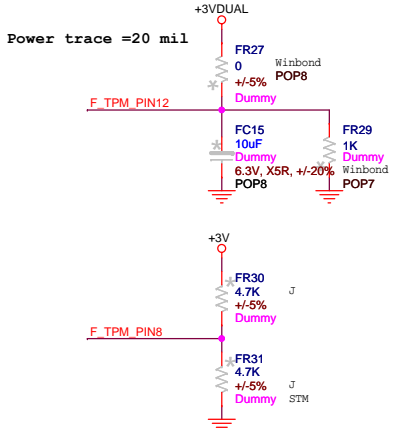 +3VDUAL
Power trace =20 mil
FR27
0
Winbond
POP8
+/-5%
Dummy
F_TPM_PIN12
FC15
10uF
Dummy
6.3V, X5R, +/-20%
POP8
FR29
1K
Dummy
Winbond
POP7
+3V
FR30
4.7K
J
+/-5%
Dummy
F_TPM_PIN8
FR31
4.7K
+/-5%
J
Dummy
STM